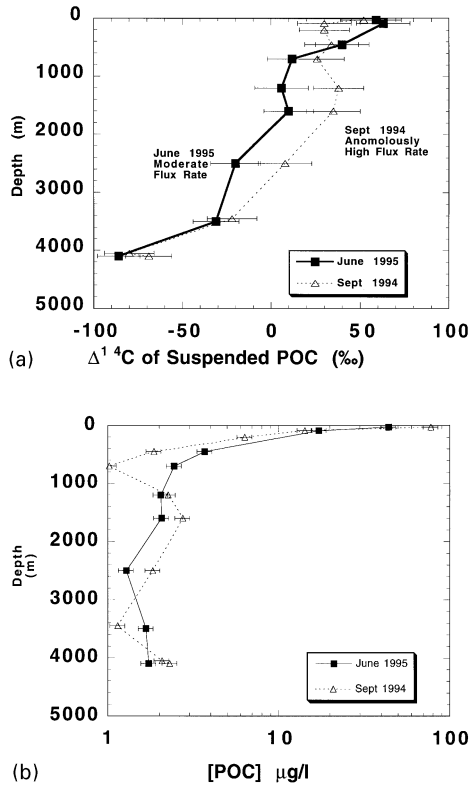 0
1000
2000
3000
4000
5000
Depth (m)
June 1995
Moderate
Flux Rate
Sept 1994
Anomolously
High Flux Rate
June 1995
Sept 1994
-100 -50 0 50 100
(a) Δ1 4C of Suspended POC (‰)
0
1000
2000
3000
4000
5000
Depth
(m)
June 1995
Sept 1994
1 10 100
(b) [POC] μg/l